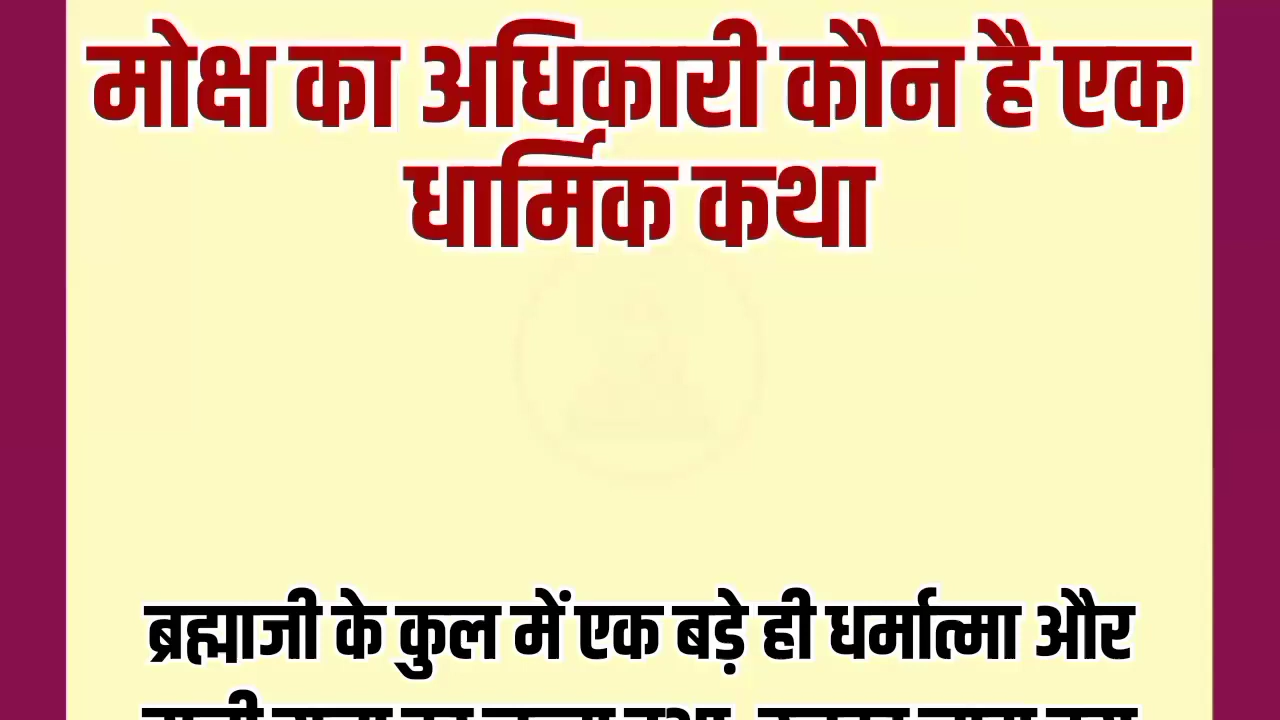 मोक्ष का अधिकारी कौन है एक
धार्मिक कथा
ब्रह्माजी के कुल में एक बड़े ही धर्मात्मा और